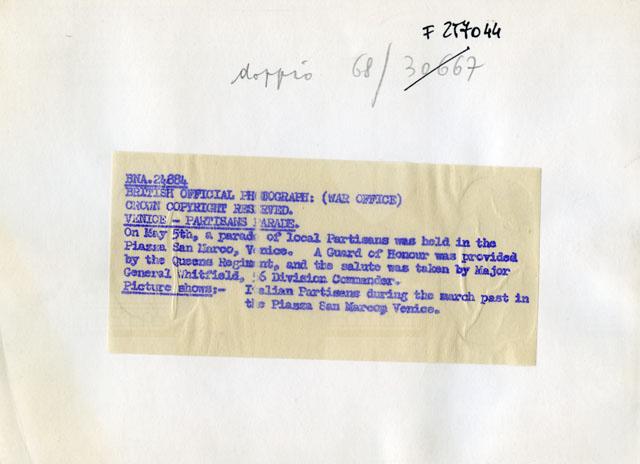 F 257044
doppio 68/30667
BNA.24884
BRITISH OFFICIAL PHOTOGRAPH: (WAR OFFICE)
CROWN COPYRIGHT RESERVED.
VENICE - PARTISANS PARADE.
On May 5th, a parade of local Partisans was held in the
Piazza San Marco, Venice. A Guard of Honour was provided
by the Queens Regiment, and the salute was taken by Major
General Whitfield, 56 Division Commander.
Picture shows:- Italian Partisans during the march past in
the Piazza San Marcom Venice.